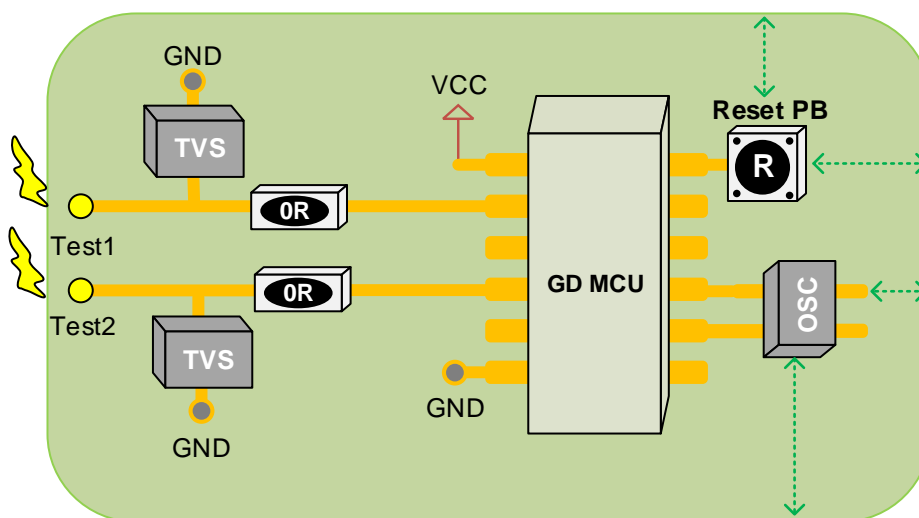 GND
VCC
Reset PB
TVS
R
0R
Test1
GD MCU
0R
OSC
Test2
TVS
GND
GND